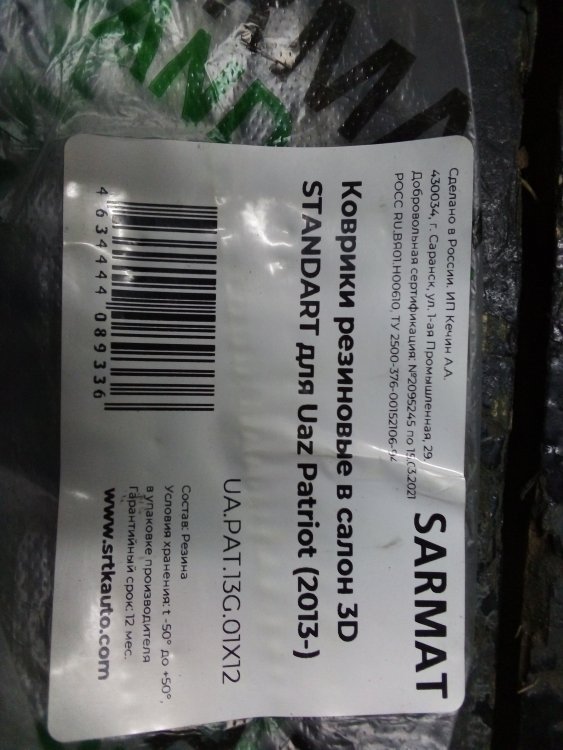 SARMAT
Сделано в России. ИП Кечин А.А.
430034, г. Саранск, ул. 1-ая Промышленная, 29,
Добровольная сертификация: №2095245 по 15.03.2021
РОСС RU.ВЯ01.Н00610, ТУ 2500-376-00152106-94
Коврики резиновые в салон 3D
STANDART для Uaz Patriot (2013-)
UA.PAT.13G.01X12
4 634444 089336
Состав: Резина
Условия хранения: t -50° до +50°,
в упаковке производителя
Гарантийный срок: 12 мес.
www.srtkauto.com